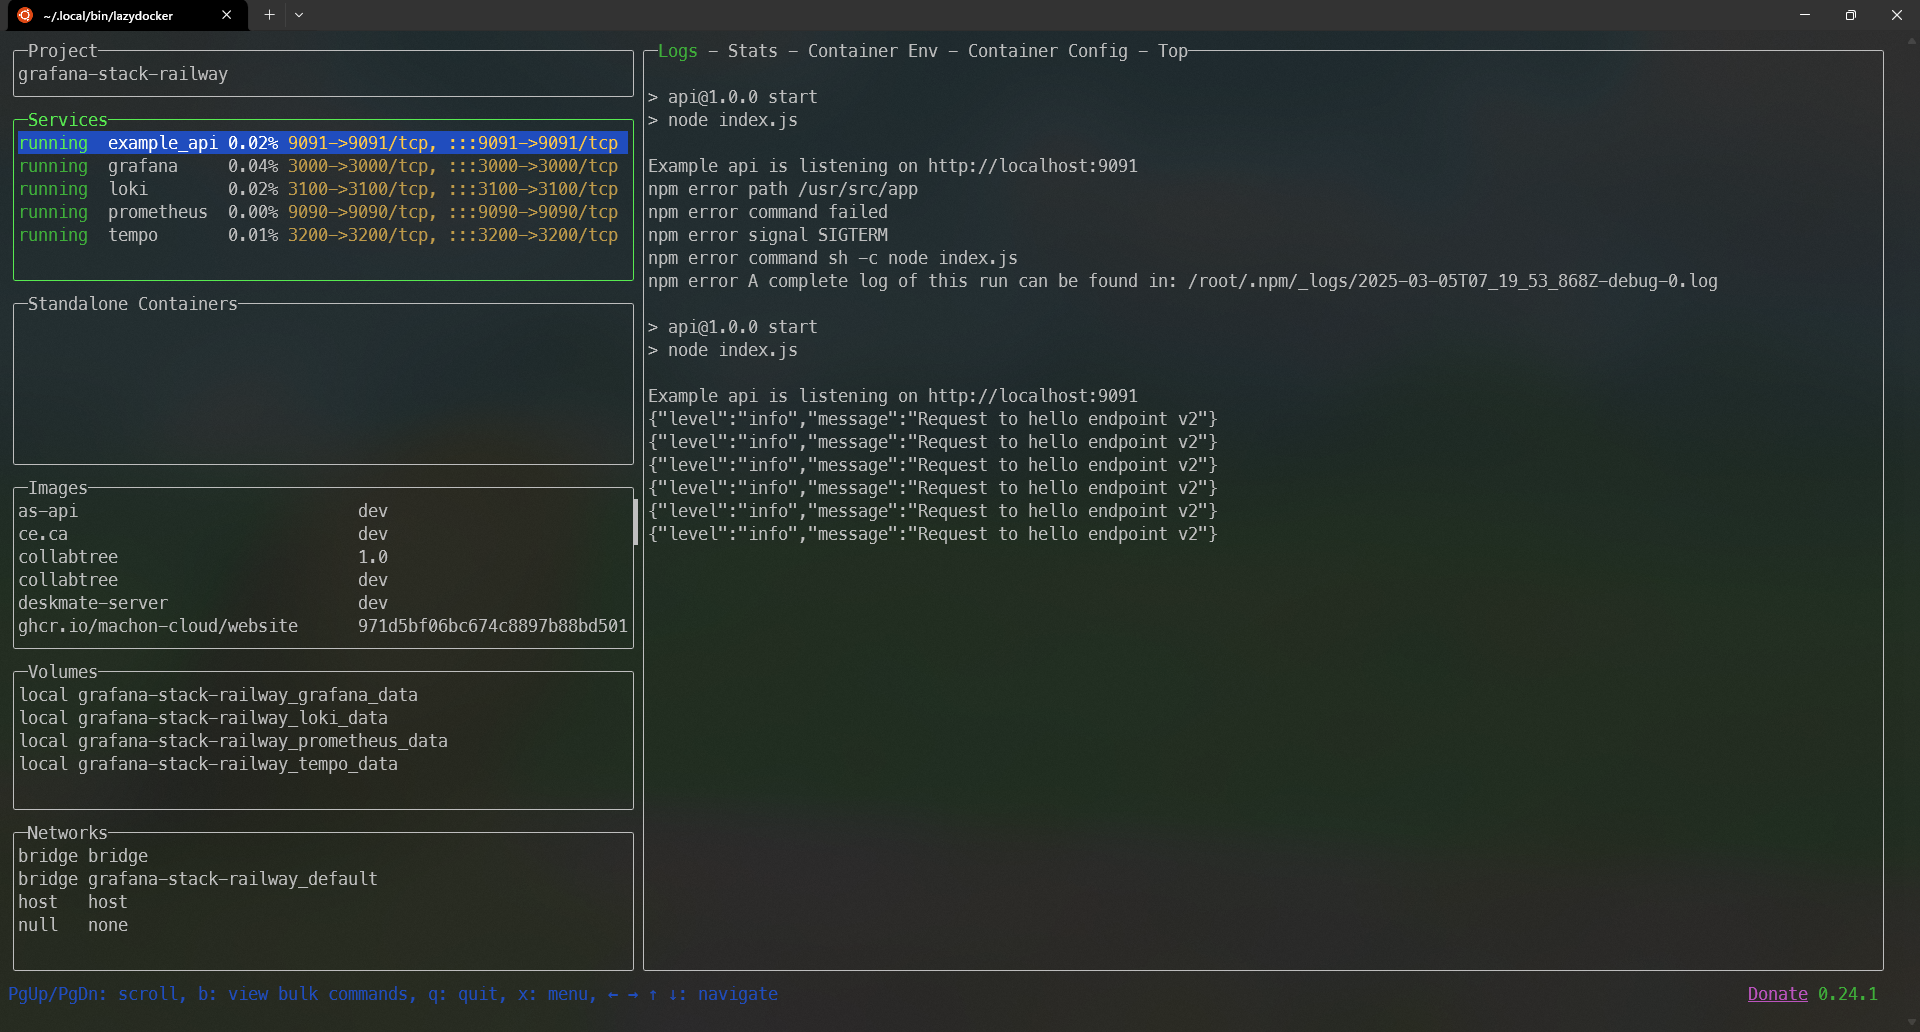 ~/.local/bin/lazydocker
Project
grafana-stack-railway
Services
running example_api 0.02% 9091->9091/tcp, :::9091->9091/tcp
running grafana 0.04% 3000->3000/tcp, :::3000->3000/tcp
running loki 0.02% 3100->3100/tcp, :::3100->3100/tcp
running prometheus 0.00% 9090->9090/tcp, :::9090->9090/tcp
running tempo 0.01% 3200->3200/tcp, :::3200->3200/tcp
Standalone Containers
Images
as-api dev
ce.ca dev
collabtree 1.0
collabtree dev
deskmate-server dev
ghcr.io/machon-cloud/website 971d5bf06bc674c8897b88bd501
Volumes
local grafana-stack-railway_grafana_data
local grafana-stack-railway_loki_data
local grafana-stack-railway_prometheus_data
local grafana-stack-railway_tempo_data
Networks
bridge bridge
bridge grafana-stack-railway_default
host host
null none
Logs - Stats - Container Env - Container Config - Top
> api@1.0.0 start
> node index.js
Example api is listening on http://localhost:9091
npm error path /usr/src/app
npm error command failed
npm error signal SIGTERM
npm error command sh -c node index.js
npm error A complete log of this run can be found in: /root/.npm/_logs/2025-03-05T07_19_53_868Z-debug-0.log
> api@1.0.0 start
> node index.js
Example api is listening on http://localhost:9091
{"level":"info","message":"Request to hello endpoint v2"}
{"level":"info","message":"Request to hello endpoint v2"}
{"level":"info","message":"Request to hello endpoint v2"}
{"level":"info","message":"Request to hello endpoint v2"}
{"level":"info","message":"Request to hello endpoint v2"}
{"level":"info","message":"Request to hello endpoint v2"}
PgUp/PgDn: scroll, b: view bulk commands, q: quit, x: menu, ← → ↑ ↓: navigate
Donate 0.24.1